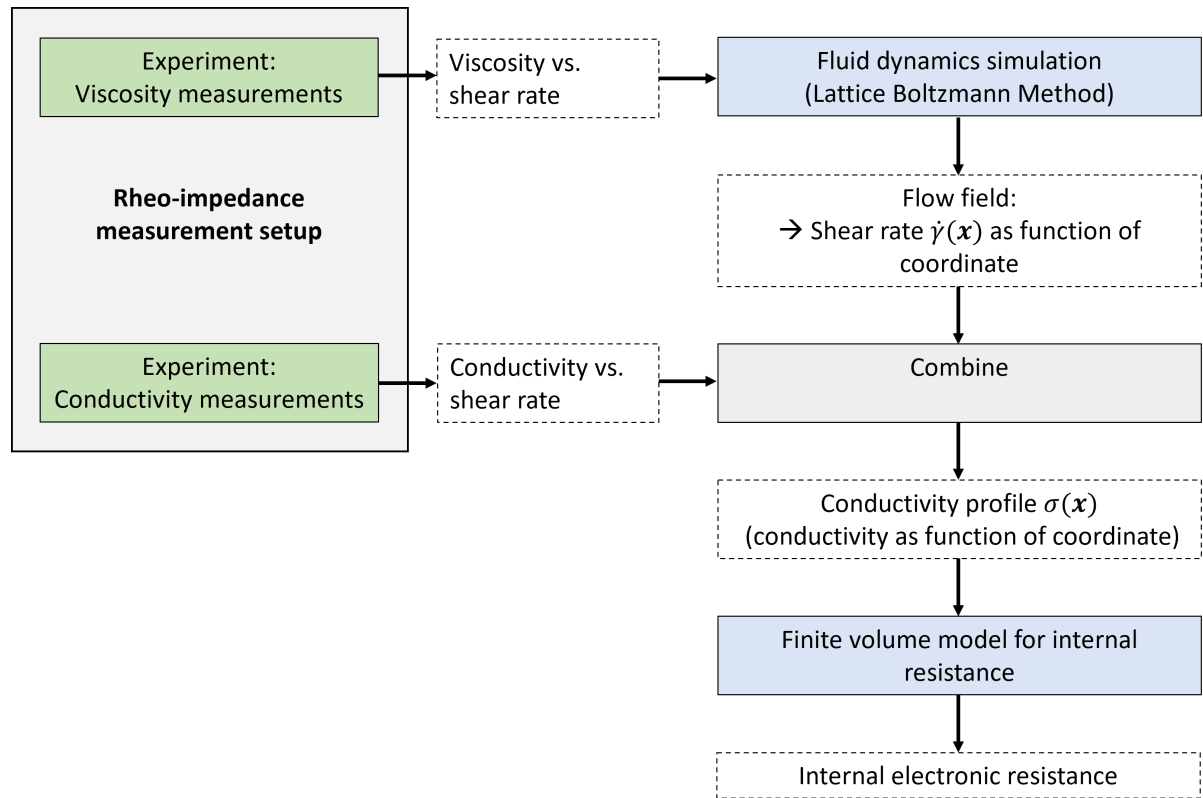 Experiment:
Viscosity measurements
Viscosity vs.
shear rate
Fluid dynamics simulation
(Lattice Boltzmann Method)
Rheo-impedance
measurement setup
Flow field:
→ Shear rate γ̇(𝒙) as function of
coordinate
Experiment:
Conductivity measurements
Conductivity vs.
shear rate
Combine
Conductivity profile σ(𝒙)
(conductivity as function of coordinate)
Finite volume model for internal
resistance
Internal electronic resistance